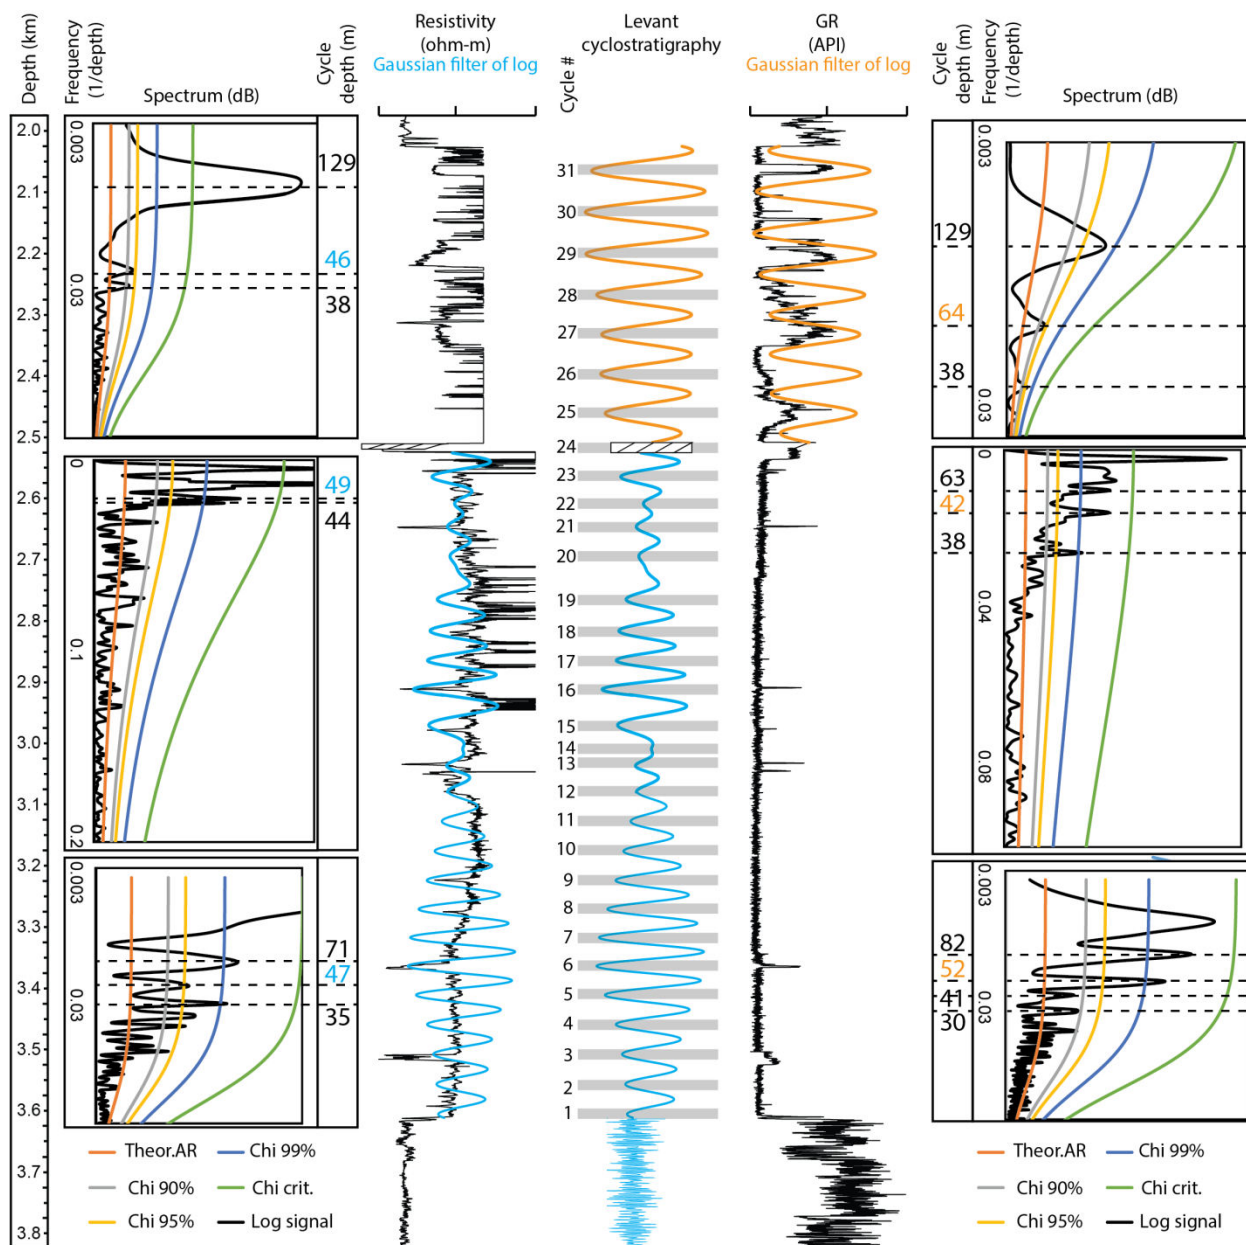 Depth (km)
Frequency
(1/depth)
Spectrum (dB)
Cycle
depth (m)
Resistivity
(ohm-m)
Gaussian filter of log
Cycle #
Levant
cyclostratigraphy
GR
(API)
Gaussian filter of log
Cycle
depth (m)
Frequency
(1/depth)
Spectrum (dB)
2.0
2.1
2.2
2.3
2.4
2.5
2.6
2.7
2.8
2.9
3.0
3.1
3.2
3.3
3.4
3.5
3.6
3.7
3.8
0.003
0.03
129
46
38
0
0.1
0.2
49
44
0.003
0.03
71
47
35
31
30
29
28
27
26
25
24
23
22
21
20
19
18
17
16
15
14
13
12
11
10
9
8
7
6
5
4
3
2
1
129
64
38
0.003
0.03
63
42
38
0
0.04
0.08
82
52
41
30
0.003
0.03
Theor.AR
Chi 99%
Chi 90%
Chi crit.
Chi 95%
Log signal
Theor.AR
Chi 99%
Chi 90%
Chi crit.
Chi 95%
Log signal